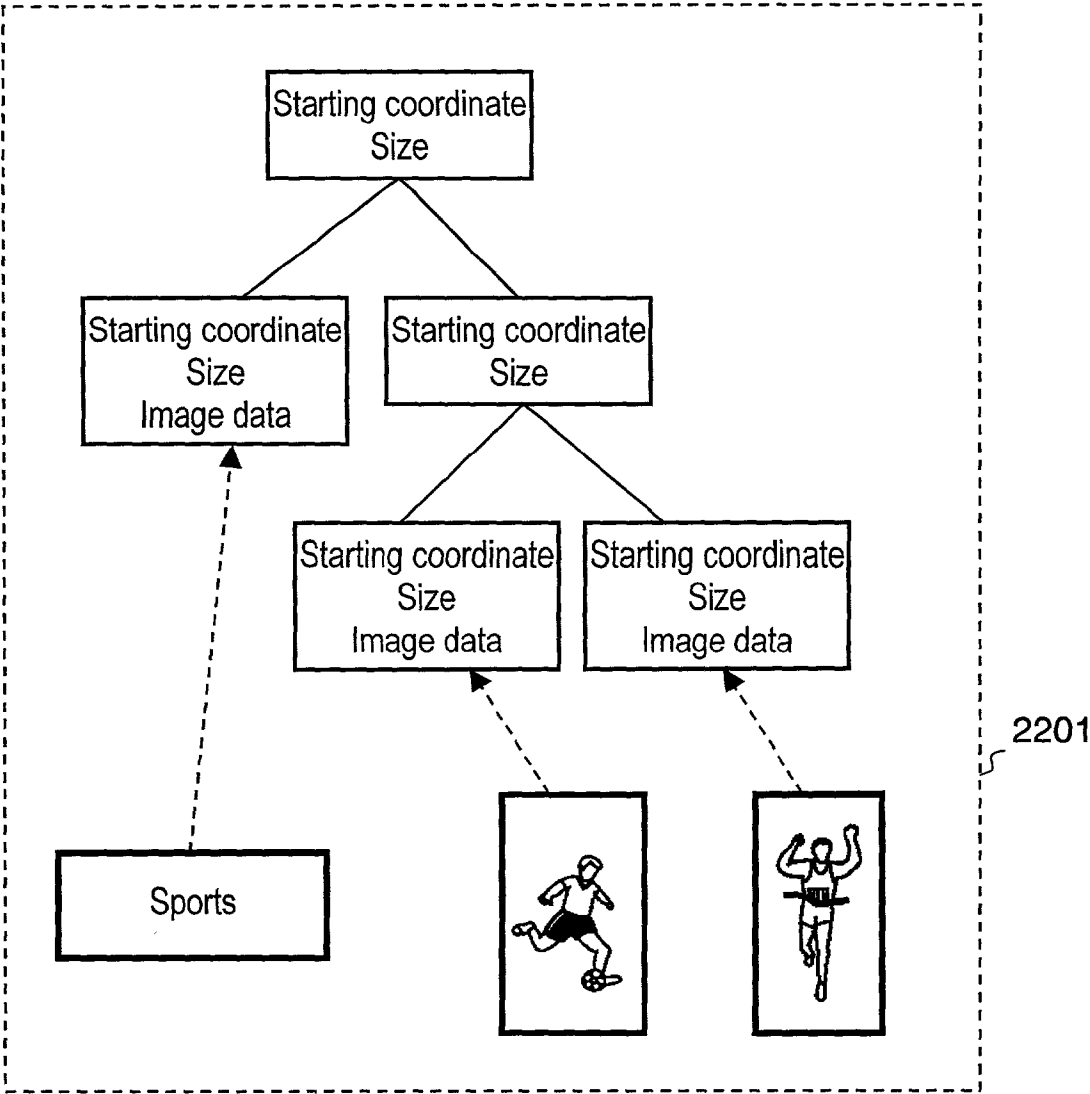 Starting coordinate
Size
Starting coordinate
Size
Image data
Starting coordinate
Size
Starting coordinate
Size
Image data
Starting coordinate
Size
Image data
2201
Sports